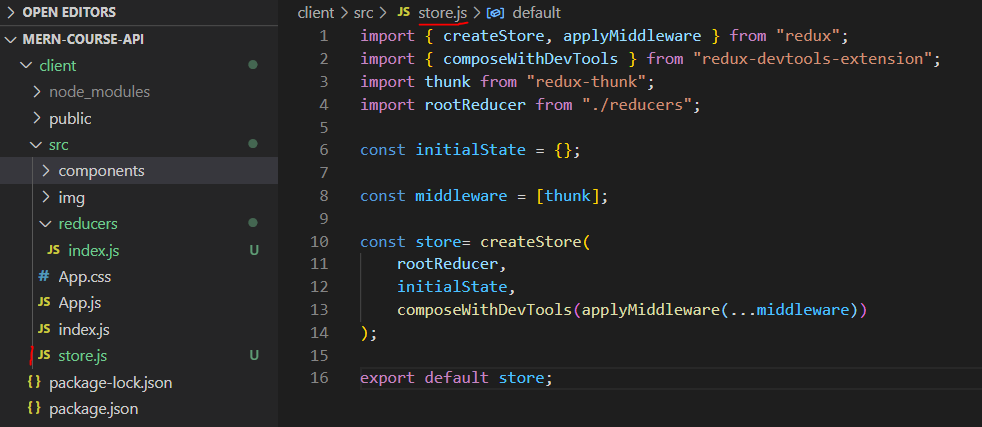 OPEN EDITORS
MERN-COURSE-API
client
node_modules
public
src
components
img
reducers
JS index.js U
# App.css
JS App.js
JS index.js
JS store.js U
{} package-lock.json
{} package.json
client > src > JS store.js > default
1 import { createStore, applyMiddleware } from "redux";
2 import { composeWithDevTools } from "redux-devtools-extension";
3 import thunk from "redux-thunk";
4 import rootReducer from "./reducers";
5
6 const initialState = {};
7
8 const middleware = [thunk];
9
10 const store= createStore(
11 rootReducer,
12 initialState,
13 composeWithDevTools(applyMiddleware(...middleware))
14 );
15
16 export default store;